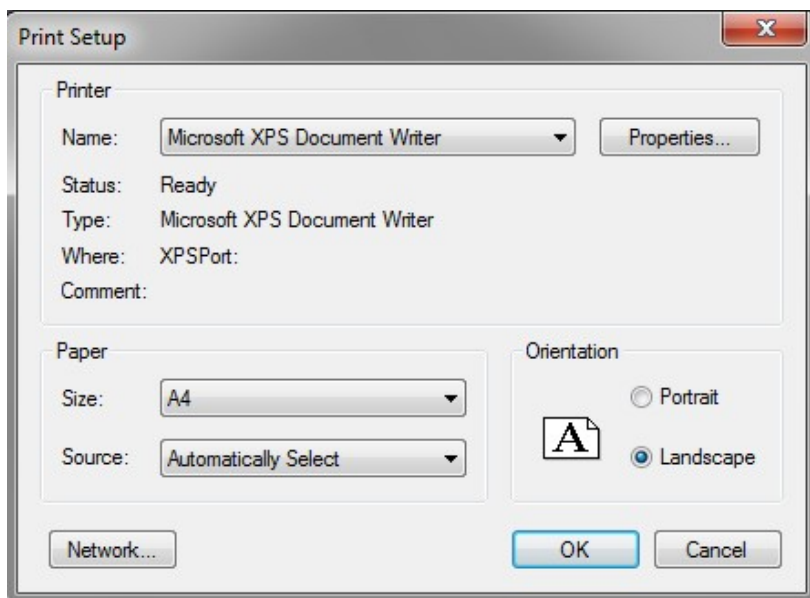 Print Setup
Printer
Name: Microsoft XPS Document Writer Properties...
Status: Ready
Type: Microsoft XPS Document Writer
Where: XPSPort:
Comment:
Paper
Size: A4
Source: Automatically Select
Orientation
A
Portrait
Landscape
Network... OK Cancel